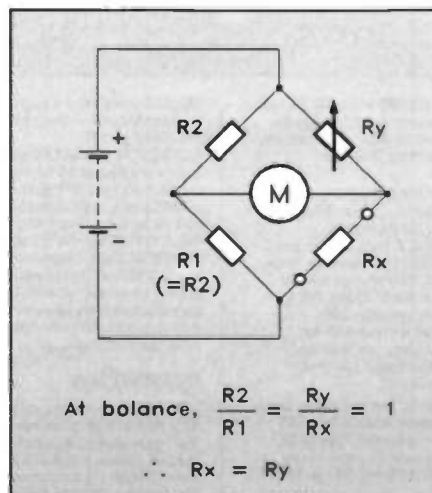 +
R2
Ry
M
-
R1
(=R2)
Rx
At bolance, R2/R1 = Ry/Rx = 1
∴ Rx = Ry